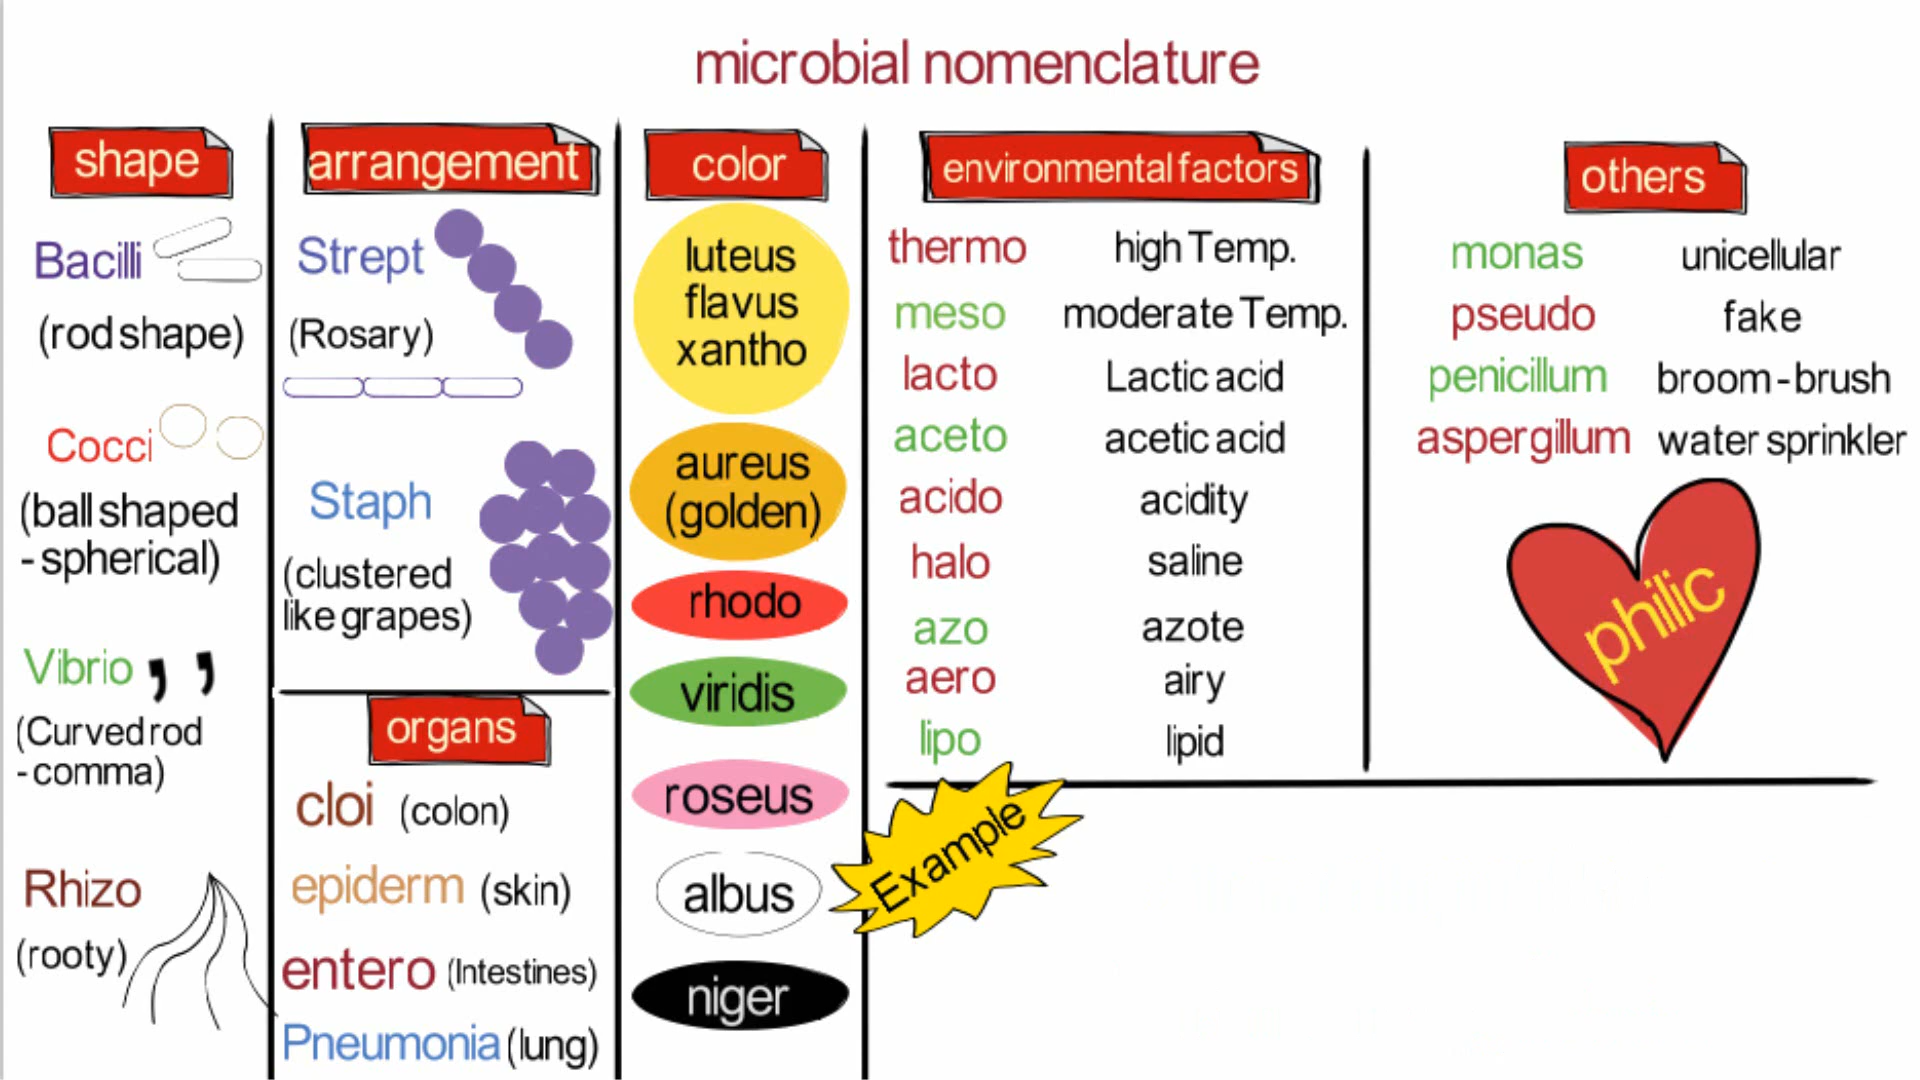 microbial nomenclature
shape
Bacilli
(rod shape)
Cocci
(ball shaped
- spherical)
Vibrio
(Curved rod
- comma)
Rhizo
(rooty)
arrangement
Strept
(Rosary)
Staph
(clustered
like grapes)
organs
cloi (colon)
epiderm (skin)
entero (Intestines)
Pneumonia (lung)
color
luteus
flavus
xantho
aureus
(golden)
rhodo
viridis
roseus
albus
niger
environmental factors
thermo high Temp.
meso moderate Temp.
lacto Lactic acid
aceto acetic acid
acido acidity
halo saline
azo azote
aero airy
lipo lipid
others
monas unicellular
pseudo fake
penicillum broom - brush
aspergillum water sprinkler
philic
Example